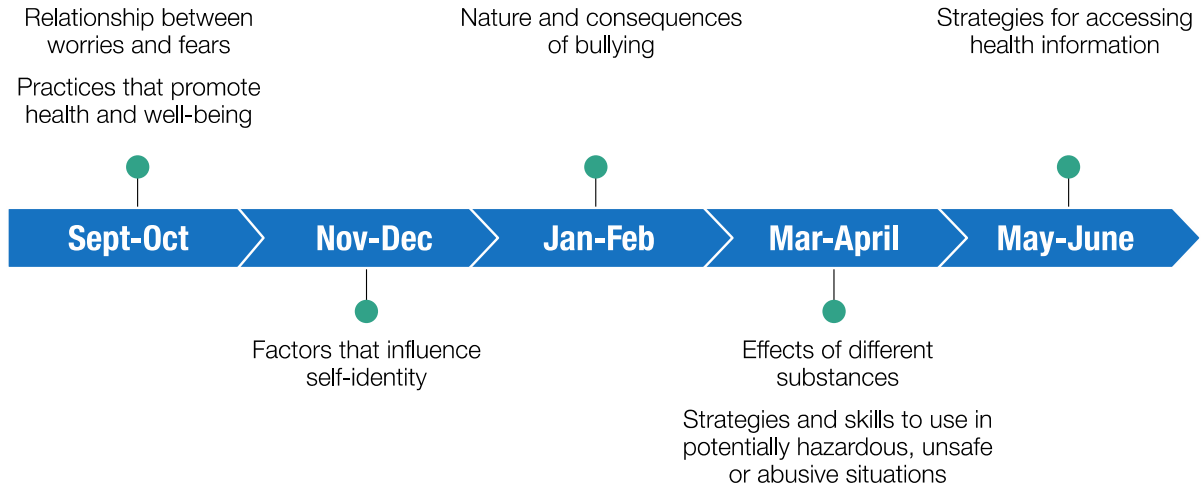 Relationship between
worries and fears
Practices that promote
health and well-being
Nature and consequences
of bullying
Strategies for accessing
health information
Sept-Oct
Nov-Dec
Jan-Feb
Mar-April
May-June
Factors that influence
self-identity
Effects of different
substances
Strategies and skills to use in
potentially hazardous, unsafe
or abusive situations